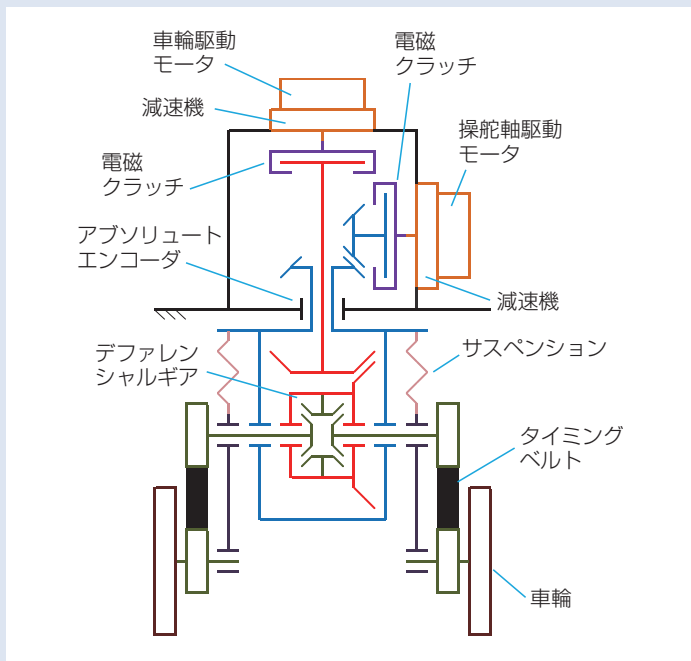 車輪駆動
モータ
減速機
電磁
クラッチ
電磁
クラッチ
操舵軸駆動
モータ
アブソリュート
エンコーダ
減速機
デファレン
シャルギア
サスペンション
タイミング
ベルト
車輪